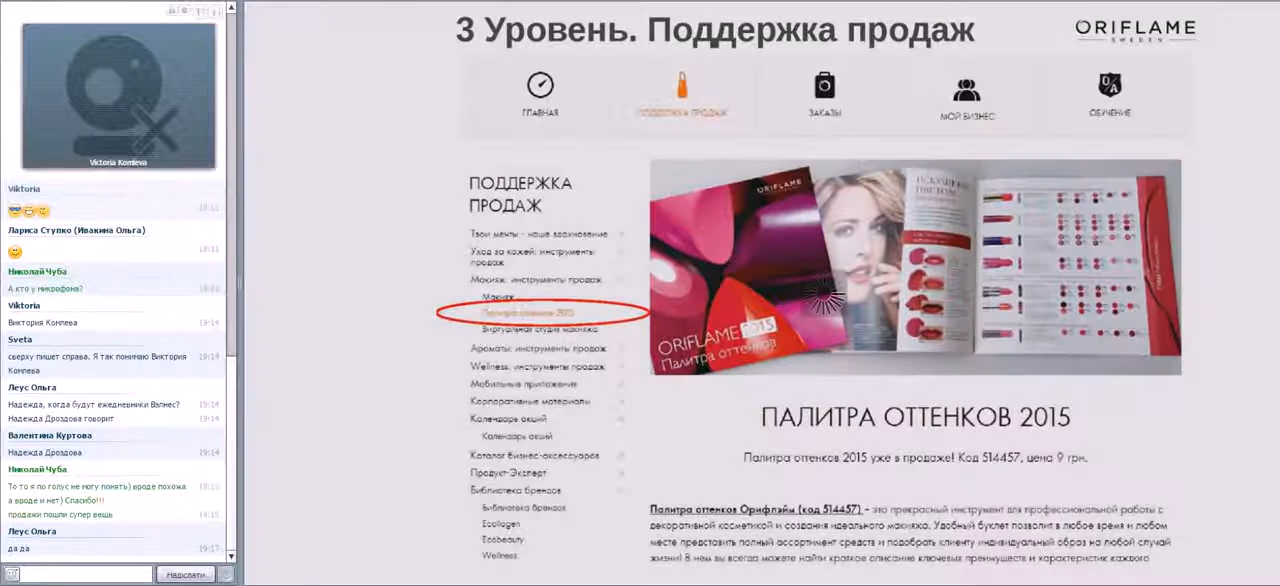 Victoria Komleva
Viktoria
19:11
Лариса Ступко (Ивакина Ольга)
19:11
Николай Чуба
А кто у микрофона?
Viktoria
Виктория Комлева 19:14
Sveta
сверху пишет справа. Я так понимаю Виктория 19:14
Комлева
Леус Ольга
Надежда, когда будут ежедневники Вэлнес? 19:14
Надежда Дроздова говорит 19:14
Валентина Куртова
Надежда Дроздова 19:14
Николай Чуба
То то я по голус не могу понять) вроде похожа
а вроде и нет) Спасибо!!!
продажи пошли супер вещь 19:15
Леус Ольга
да да 19:17
Надіслати
3 Уровень. Поддержка продаж
ORIFLAME
SWEDEN
ГЛАВНАЯ
ПОДДЕРЖКА ПРОДАЖ
ЗАКАЗЫ
МОЙ БИЗНЕС
ОБУЧЕНИЕ
ПОДДЕРЖКА
ПРОДАЖ
Твои мечты - наше вдохновение
Уход за кожей: инструменты
продаж
Макияж: инструменты продаж
Макияж
Палитра оттенков 2015
Виртуальная студия макияжа
Ароматы: инструменты продаж
Wellness: инструменты продаж
Мобильные приложения
Корпоративные материалы
Календарь акций
Календарь акций
Каталог бизнес-аксессуаров
Продукт-Эксперт
Библиотека брендов
Библиотека брендов
Ecollagen
Ecobeauty
Wellness
ORIFLAME
ORIFLAME 2015
Палитра оттенков
ПАЛИТРА ОТТЕНКОВ 2015
Палитра оттенков 2015 уже в продаже! Код 514457, цена 9 грн.
Палитра оттенков Орифлэйм (код 514457) – это прекрасный инструмент для профессиональной работы с
декоративной косметикой и создания идеального макияжа. Удобный буклет позволит в любое время и любом
месте представить полный ассортимент средств и подобрать клиенту индивидуальный образ на любой случай
жизни! В нем вы всегда можете найти краткое описание ключевых преимуществ и характеристик каждого